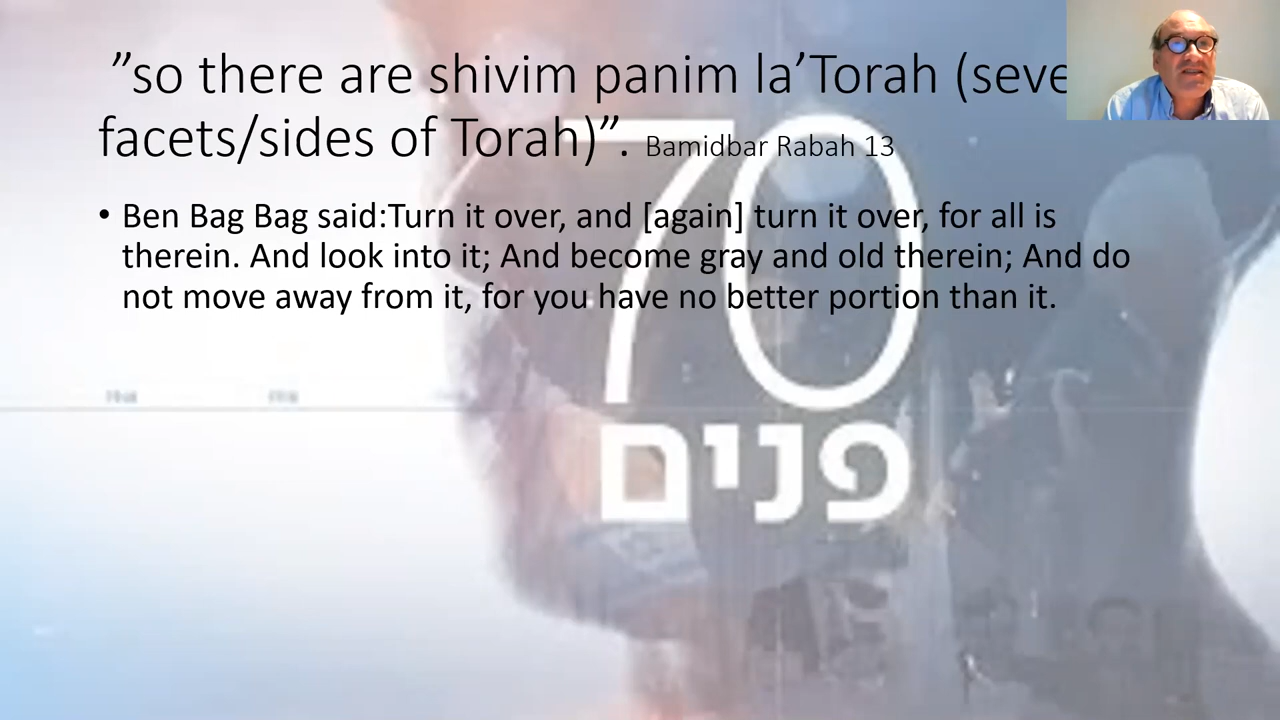 ”so there are shivim panim la’Torah (seve
facets/sides of Torah)”. Bamidbar Rabah 13
• Ben Bag Bag said:Turn it over, and [again] turn it over, for all is
therein. And look into it; And become gray and old therein; And do
not move away from it, for you have no better portion than it.
70
פנים